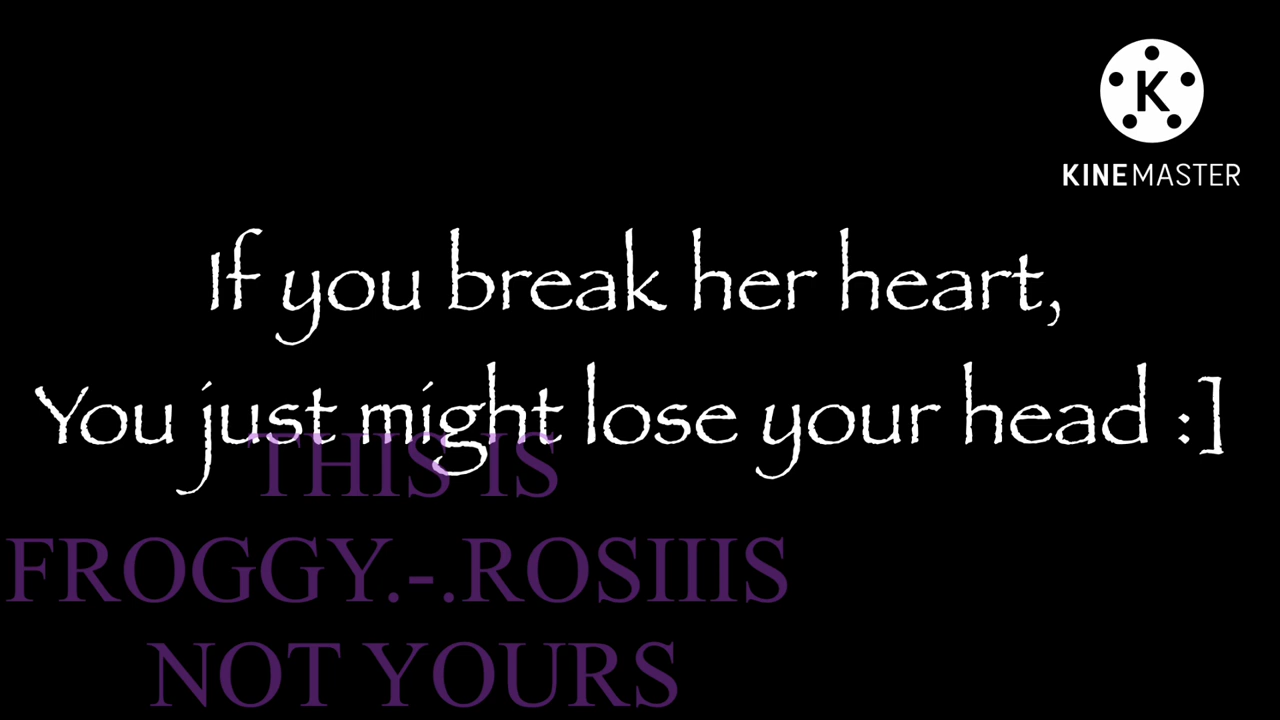 K
KINEMASTER
If you break her heart,
You just might lose your head :]
THIS IS
FROGGY.-.ROSIIIS
NOT YOURS